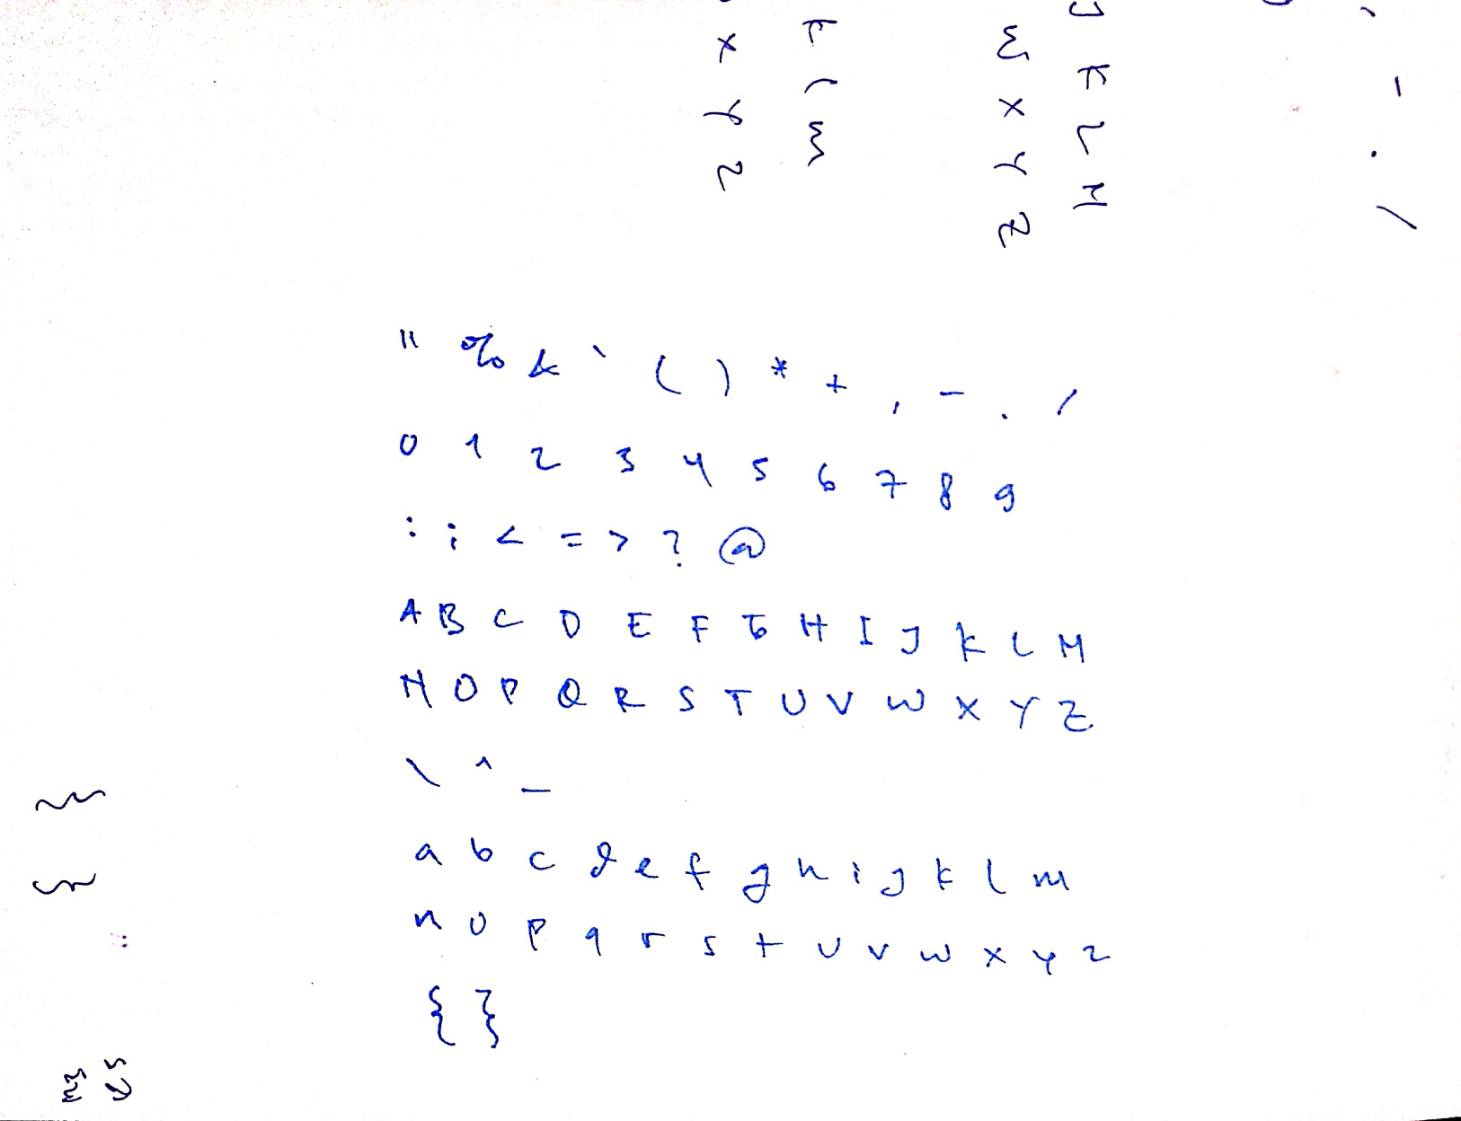 " % & ` ( ) * + , - . /
0 1 2 3 4 5 6 7 8 9
: ; < = > ? @
A B C D E F G H I J K L M
N O P Q R S T U V W X Y Z
\ ^ _
a b c d e f g h i j k l m
n o p q r s t u v w x y z
{ }
J K L M
X Y Z
x y z
- . /